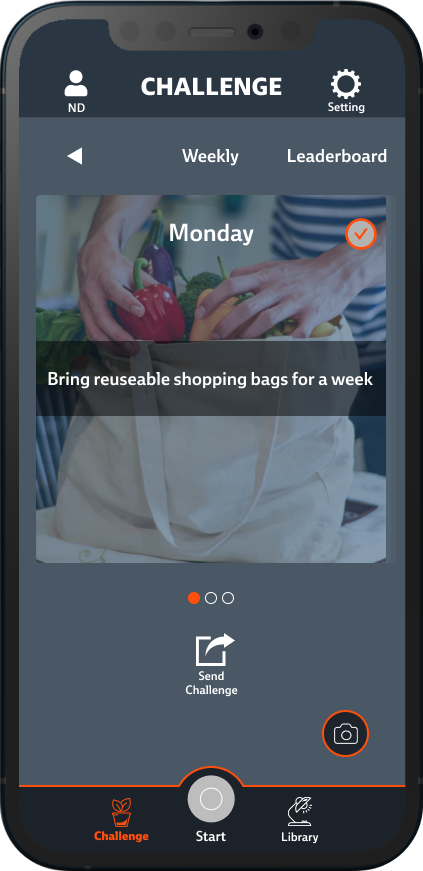 CHALLENGE
ND
Setting
Weekly
Leaderboard
Monday
Bring reuseable shopping bags for a week
Send
Challenge
Challenge
Start
Library